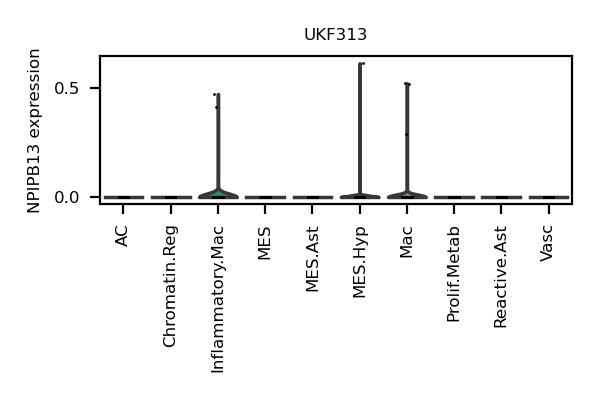 UKF313
NPIPB13 expression
0.5
0.0
AC
Chromatin.Reg
Inflammatory.Mac
MES
MES.Ast
MES.Hyp
Mac
Prolif.Metab
Reactive.Ast
Vasc